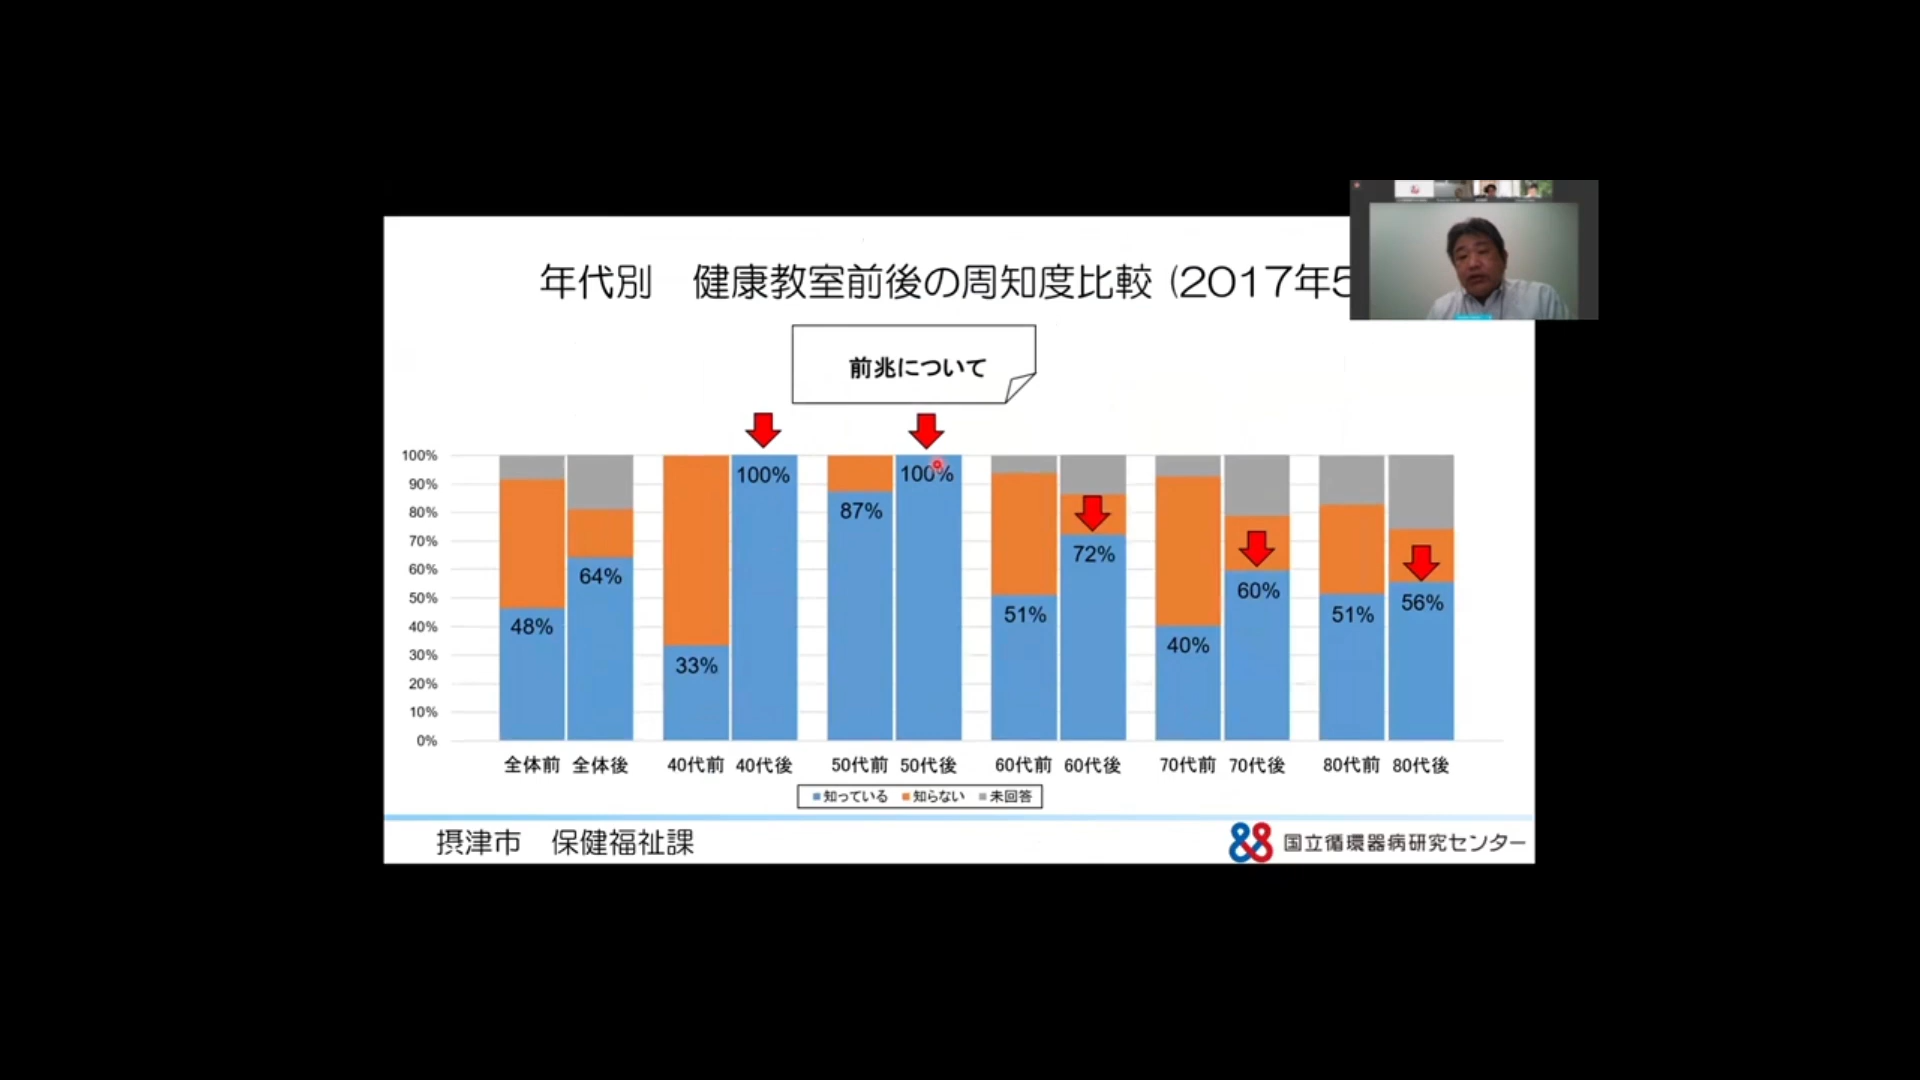 年代別　健康教室前後の周知度比較 (2017年5
前兆について
100%
90%
80%
70%
60%
50%
40%
30%
20%
10%
0%
48% 64% 33% 100% 87% 100% 51% 72% 40% 60% 51% 56%
全体前 全体後 40代前 40代後 50代前 50代後 60代前 60代後 70代前 70代後 80代前 80代後
知っている 知らない 未回答
摂津市　保健福祉課
国立循環器病研究センター